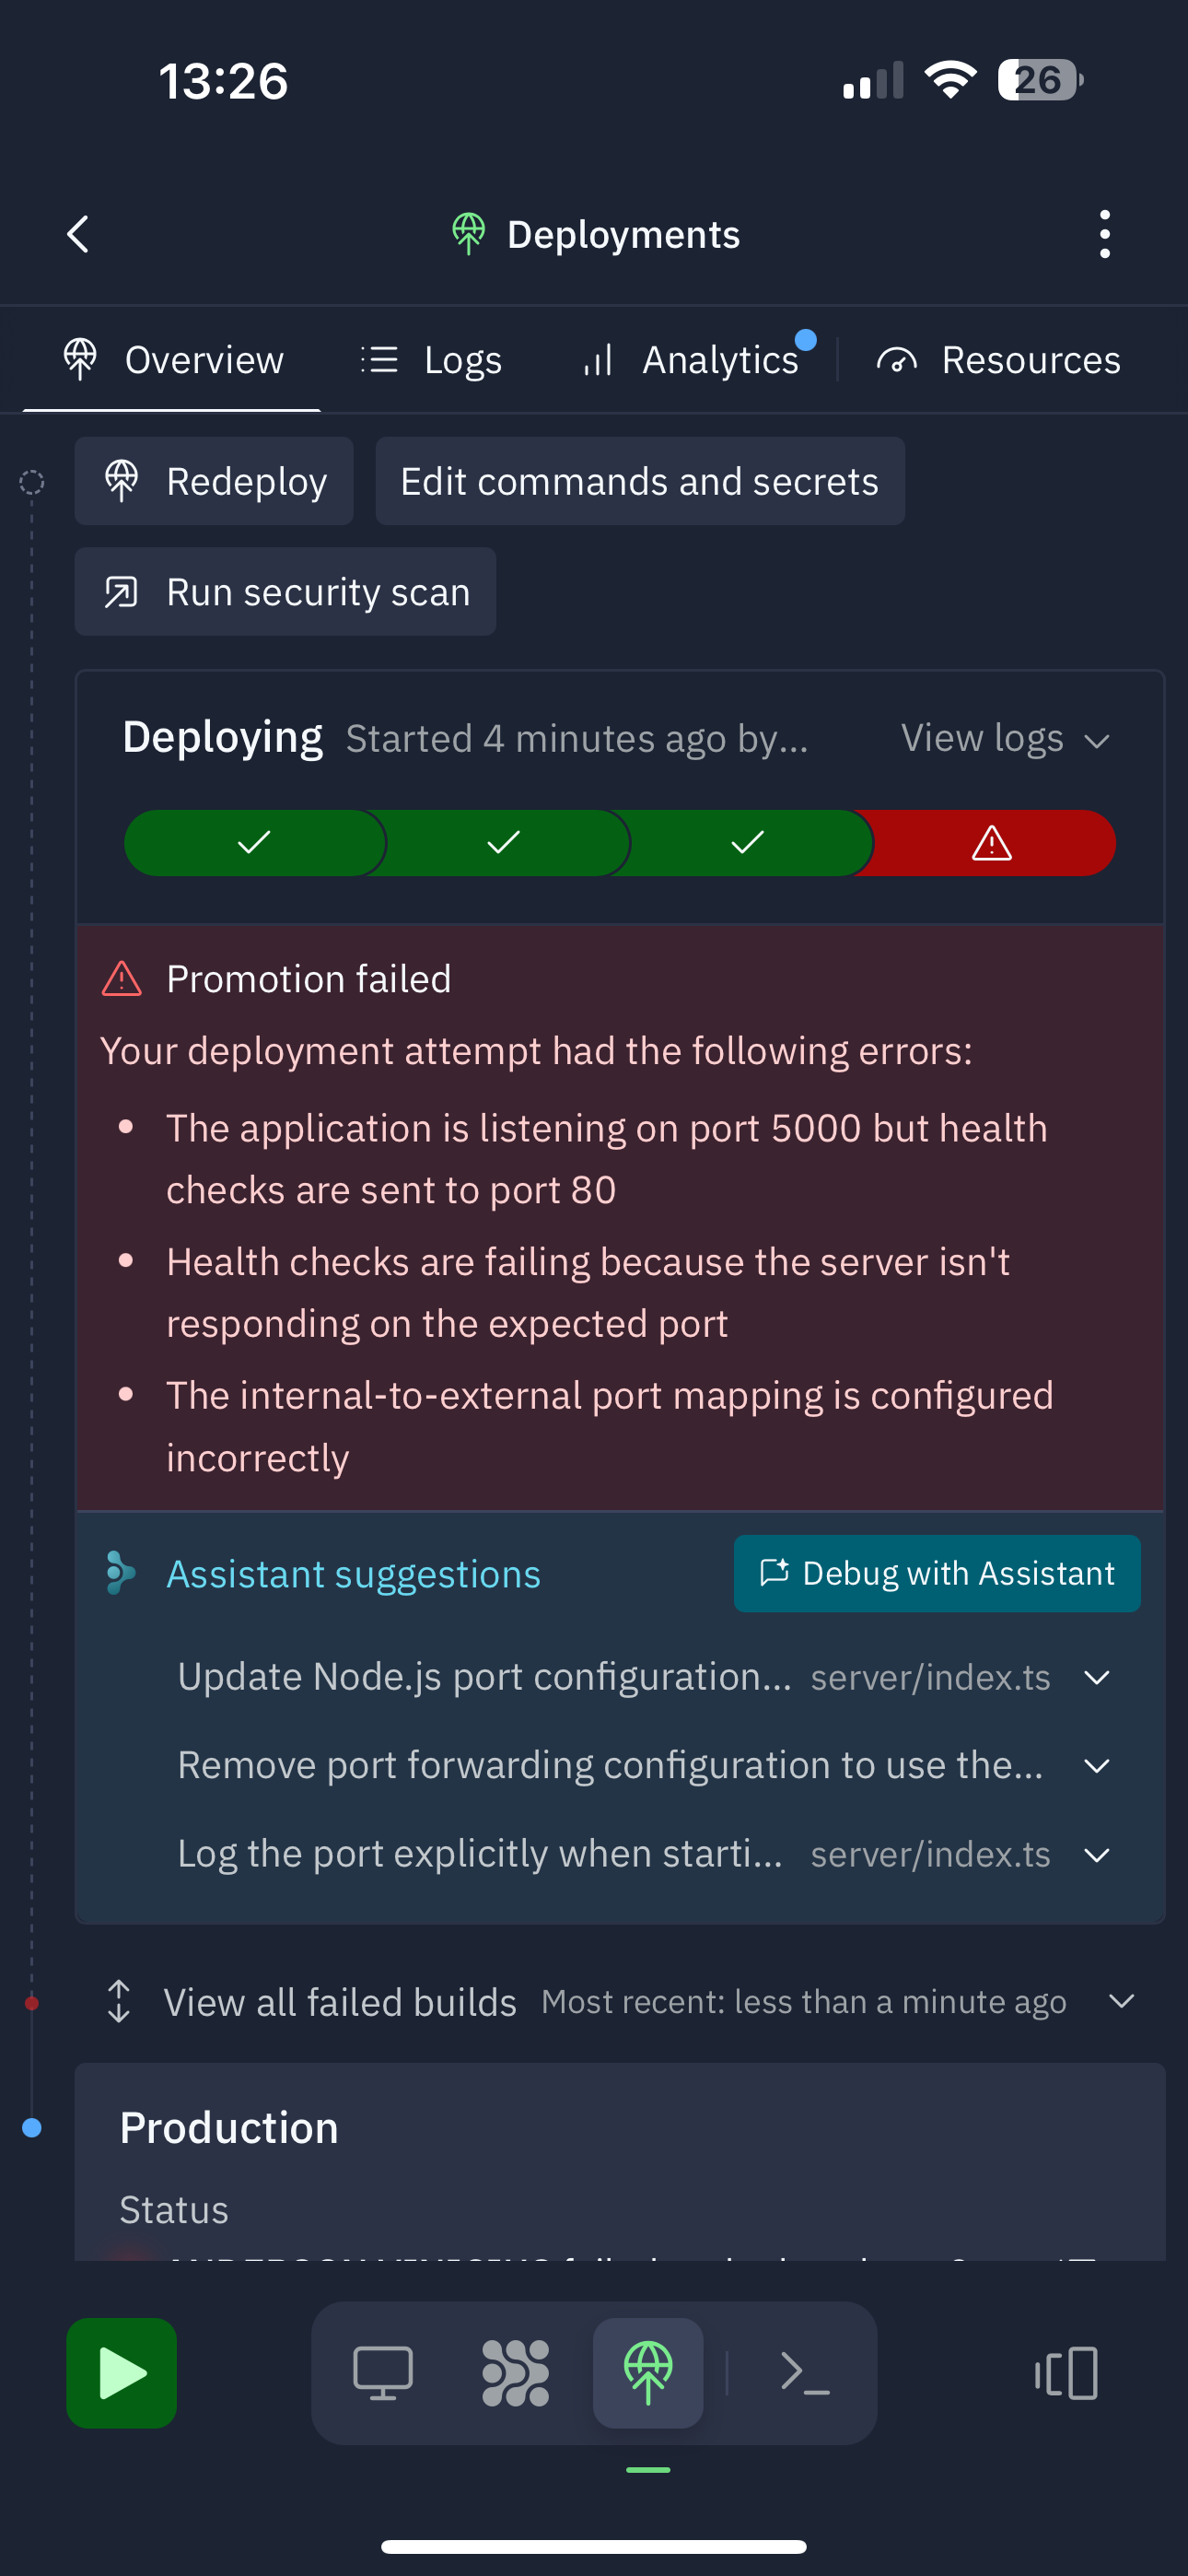 13:26
26
Deployments
Overview
Logs
Analytics
Resources
Redeploy
Edit commands and secrets
Run security scan
Deploying Started 4 minutes ago by...
View logs
Promotion failed
Your deployment attempt had the following errors:
• The application is listening on port 5000 but health
checks are sent to port 80
• Health checks are failing because the server isn't
responding on the expected port
• The internal-to-external port mapping is configured
incorrectly
Assistant suggestions
Debug with Assistant
Update Node.js port configuration... server/index.ts
Remove port forwarding configuration to use the...
Log the port explicitly when starti... server/index.ts
View all failed builds Most recent: less than a minute ago
Production
Status